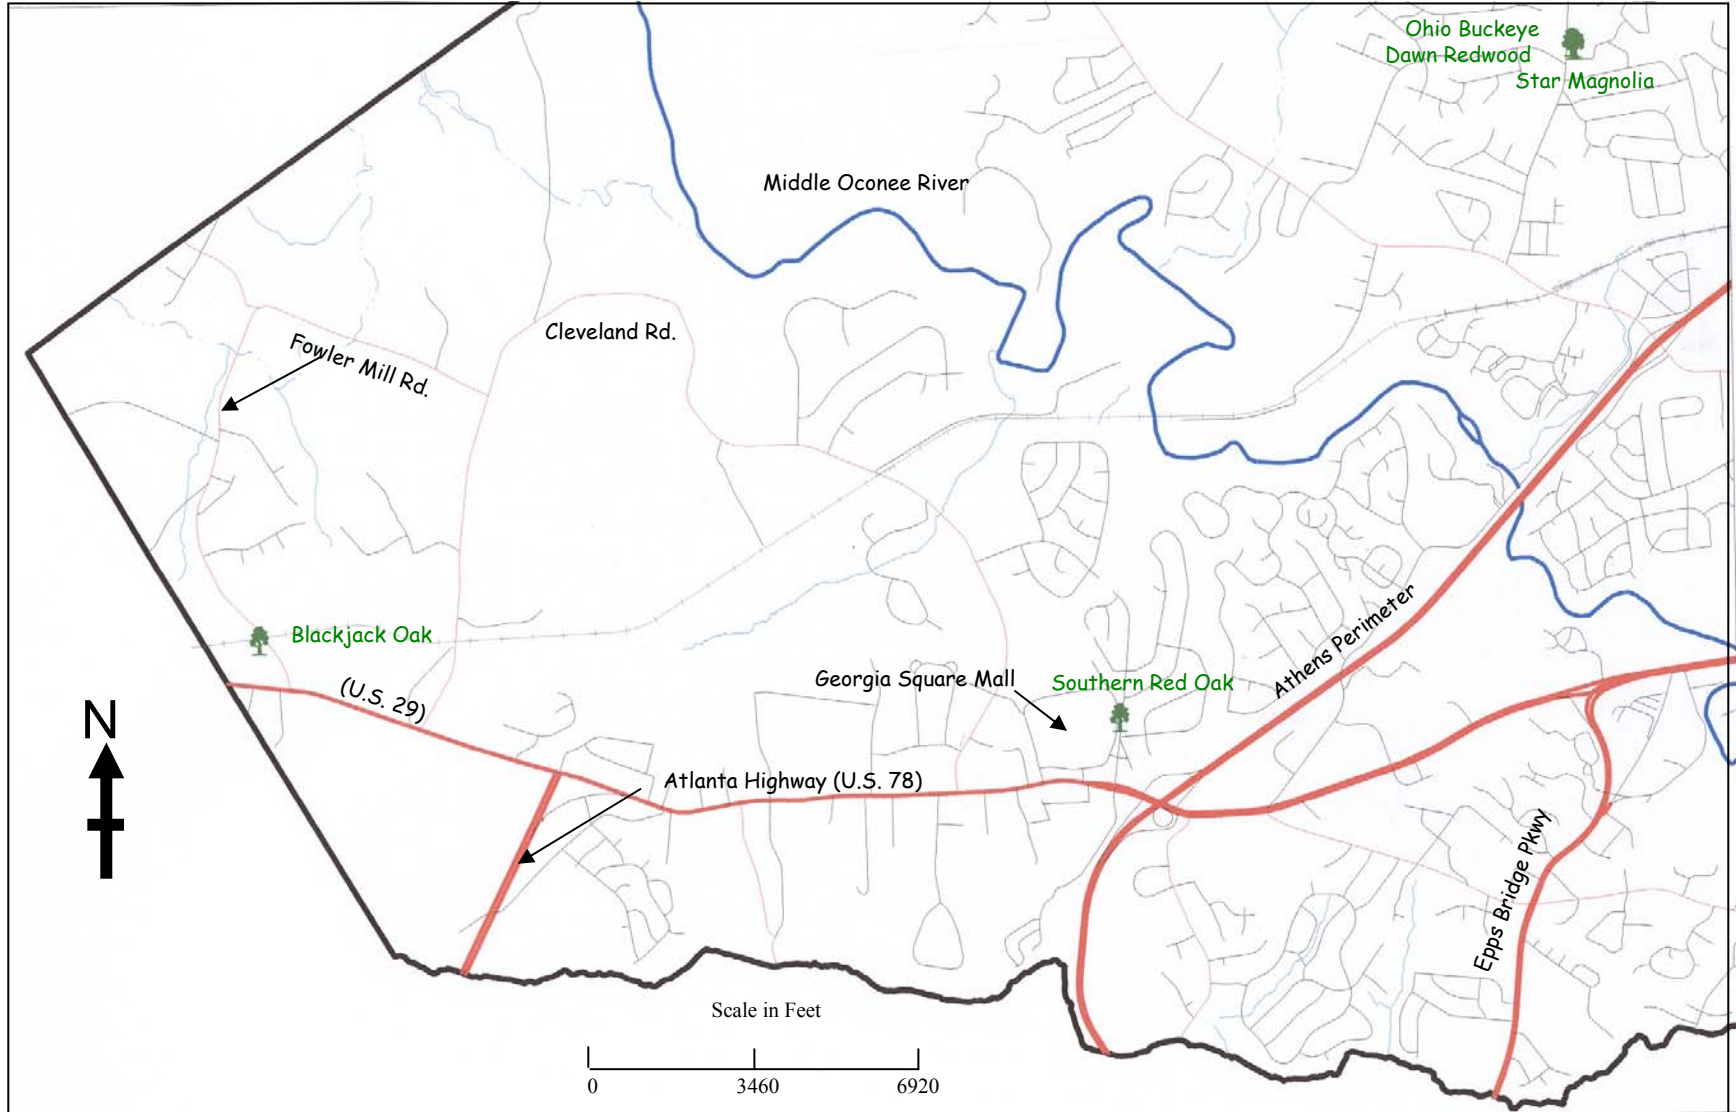 Ohio Buckeye
Dawn Redwood
Star Magnolia
Middle Oconee River
Cleveland Rd.
Fowler Mill Rd.
Athens Perimeter
Blackjack Oak
Georgia Square Mall
Southern Red Oak
(U.S. 29)
N
Atlanta Highway (U.S. 78)
Epps Bridge Pkwy
Scale in Feet
0 3460 6920